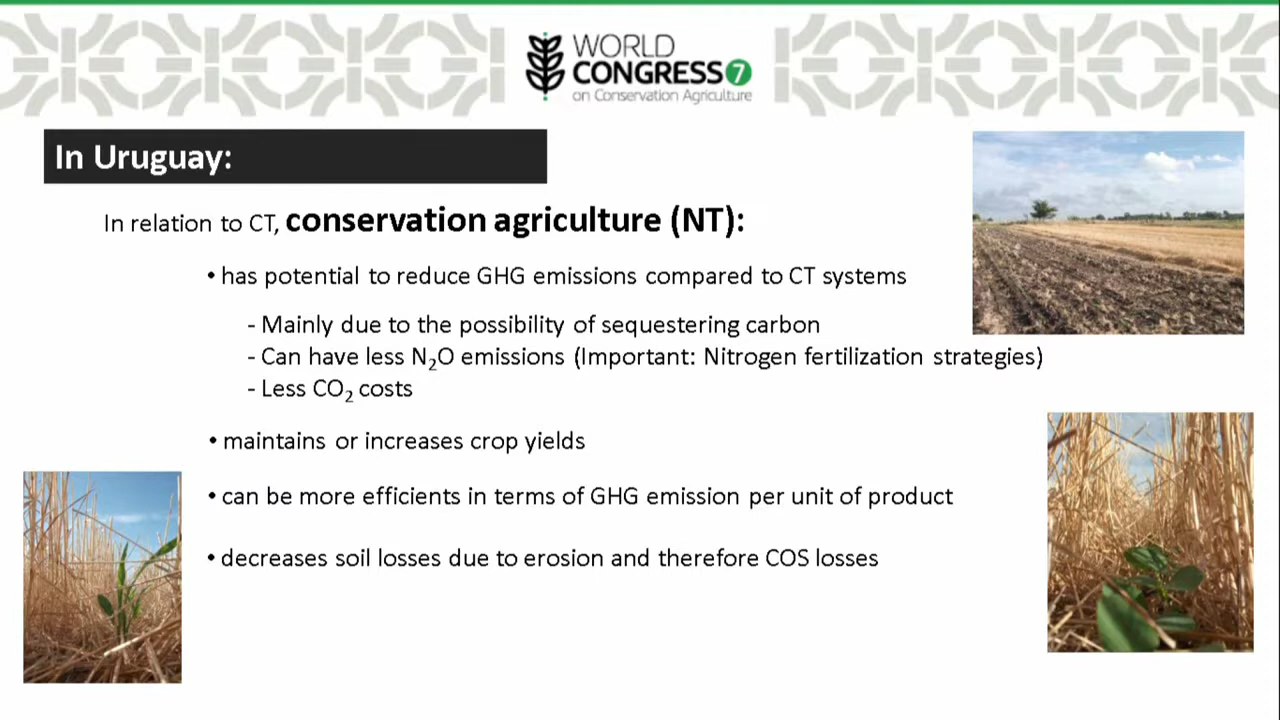 WORLD
CONGRESS 7
on Conservation Agriculture
In Uruguay:
In relation to CT, conservation agriculture (NT):
• has potential to reduce GHG emissions compared to CT systems
- Mainly due to the possibility of sequestering carbon
- Can have less N₂O emissions (Important: Nitrogen fertilization strategies)
- Less CO₂ costs
• maintains or increases crop yields
• can be more efficients in terms of GHG emission per unit of product
• decreases soil losses due to erosion and therefore COS losses